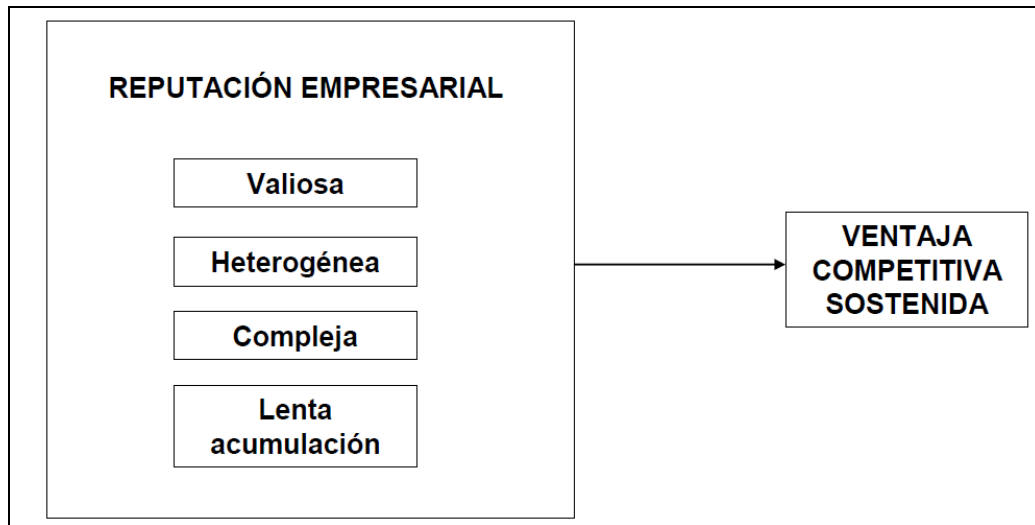 REPUTACIÓN EMPRESARIAL
Valiosa
Heterogénea
Compleja
Lenta
acumulación
VENTAJA
COMPETITIVA
SOSTENIDA